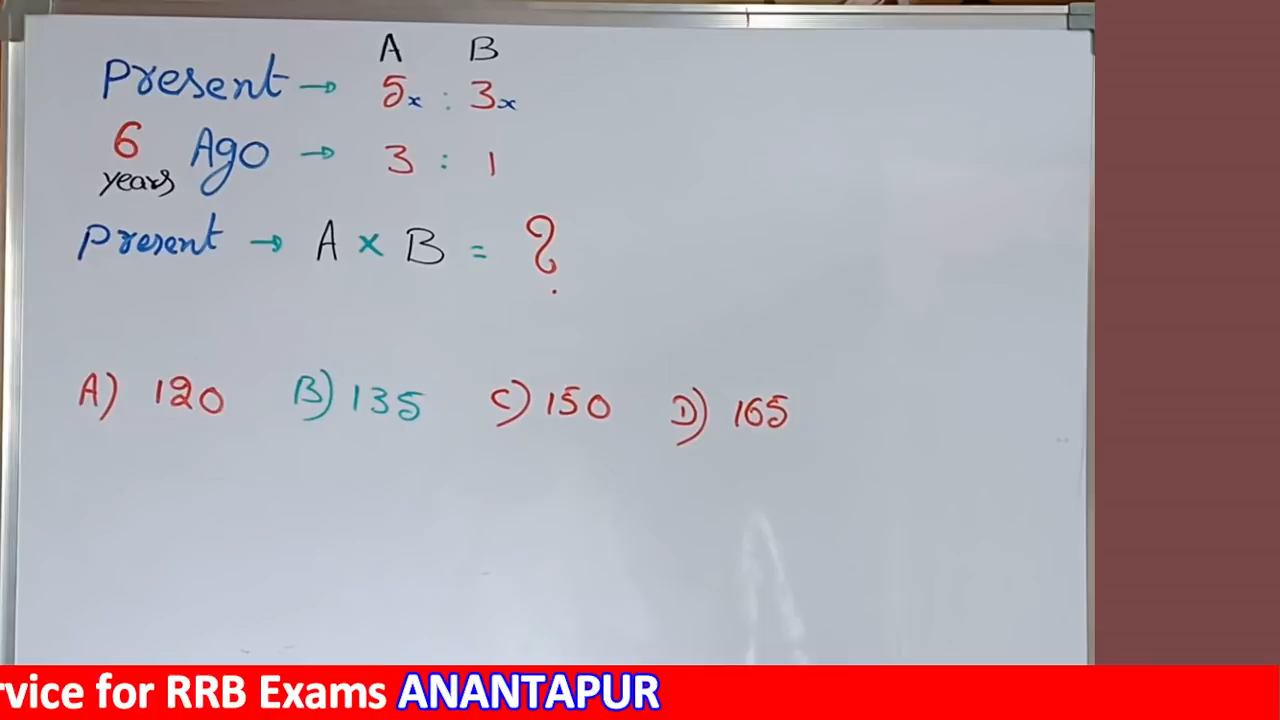 A B
Present → 5x : 3x
6 years Ago → 3 : 1
Present → A × B = ?
A) 120 B) 135 C) 150 D) 165
rvice for RRB Exams ANANTAPUR